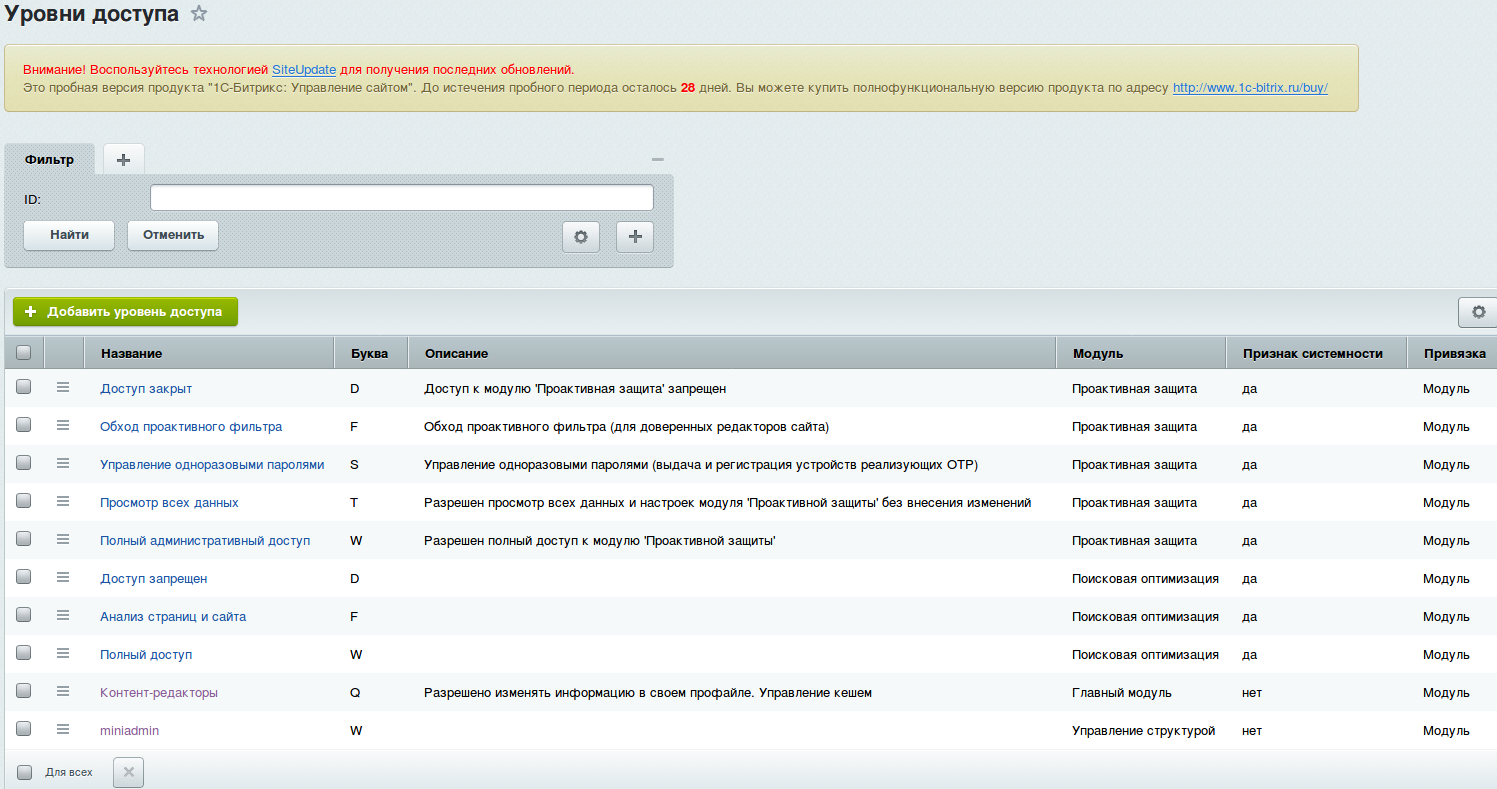 Уровни доступа
Внимание! Воспользуйтесь технологией SiteUpdate для получения последних обновлений.
Это пробная версия продукта "1С-Битрикс: Управление сайтом". До истечения пробного периода осталось 28 дней. Вы можете купить полнофункциональную версию продукта по адресу http://www.1c-bitrix.ru/buy/
Фильтр
ID:
Найти Отменить
Добавить уровень доступа
Название Буква Описание Модуль Признак системности Привязка
Доступ закрыт D Доступ к модулю 'Проактивная защита' запрещен Проактивная защита да Модуль
Обход проактивного фильтра F Обход проактивного фильтра (для доверенных редакторов сайта) Проактивная защита да Модуль
Управление одноразовыми паролями S Управление одноразовыми паролями (выдача и регистрация устройств реализующих OTP) Проактивная защита да Модуль
Просмотр всех данных T Разрешен просмотр всех данных и настроек модуля 'Проактивной защиты' без внесения изменений Проактивная защита да Модуль
Полный административный доступ W Разрешен полный доступ к модулю 'Проактивной защиты' Проактивная защита да Модуль
Доступ запрещен D Поисковая оптимизация да Модуль
Анализ страниц и сайта F Поисковая оптимизация да Модуль
Полный доступ W Поисковая оптимизация да Модуль
Контент-редакторы Q Разрешено изменять информацию в своем профайле. Управление кешем Главный модуль нет Модуль
miniadmin W Управление структурой нет Модуль
Для всех